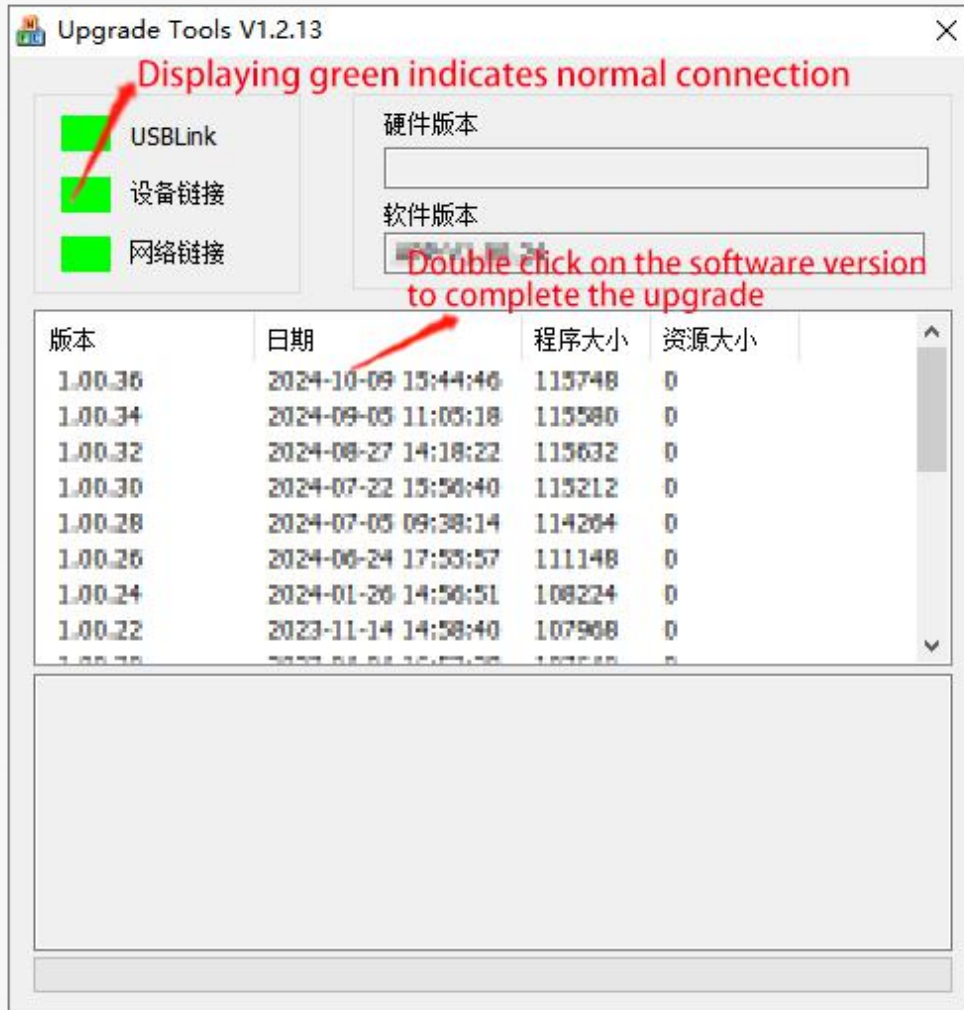 Upgrade Tools V1.2.13
Displaying green indicates normal connection
USBLink
设备链接
网络链接
硬件版本
软件版本
Double click on the software version
to complete the upgrade
版本 日期 程序大小 资源大小
1.00.36 2024-10-09 15:44:46 115748 0
1.00.34 2024-09-05 11:05:18 115580 0
1.00.32 2024-08-27 14:18:22 115632 0
1.00.30 2024-07-22 15:56:40 115212 0
1.00.28 2024-07-05 09:38:14 114264 0
1.00.26 2024-06-24 17:55:57 111148 0
1.00.24 2024-01-26 14:56:51 108224 0
1.00.22 2023-11-14 14:58:40 107968 0